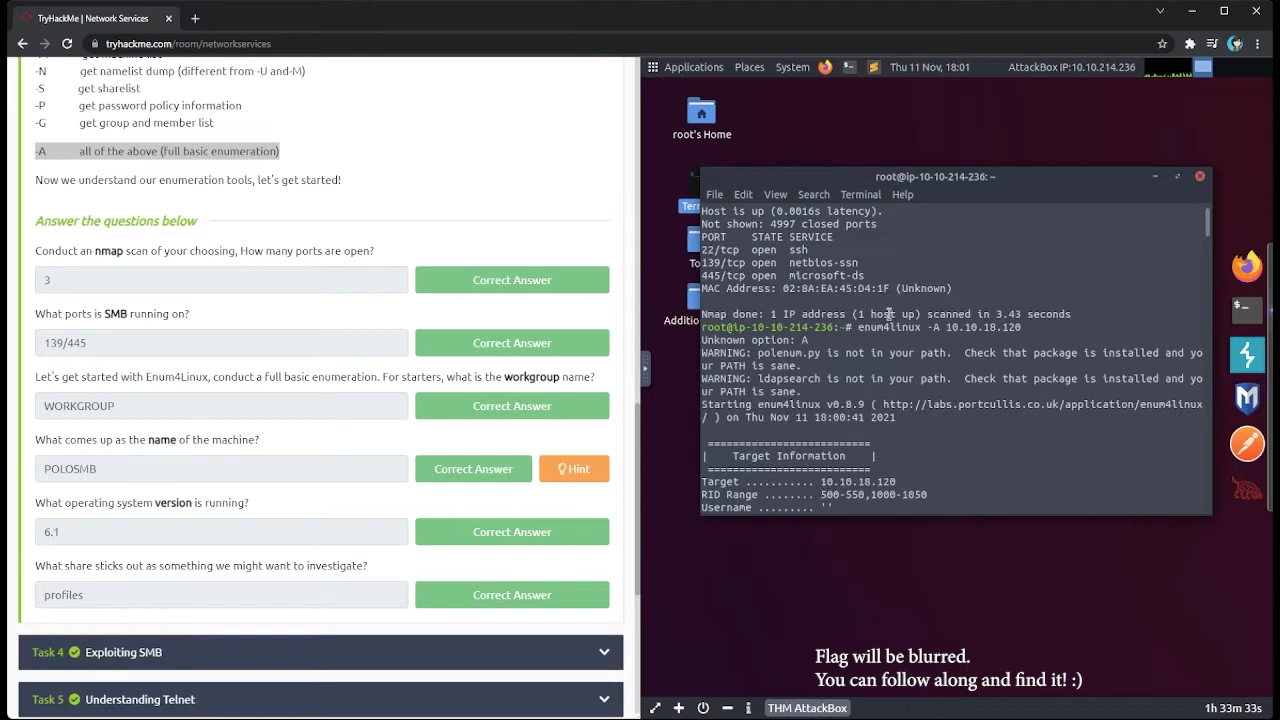 TryHackMe | Network Services
tryhackme.com/room/networkservices
-N get namelist dump (different from -U and-M)
-S get sharelist
-P get password policy information
-G get group and member list
-A all of the above (full basic enumeration)
Now we understand our enumeration tools, let's get started!
Answer the questions below
Conduct an nmap scan of your choosing, How many ports are open?
3
Correct Answer
What ports is SMB running on?
139/445
Correct Answer
Let's get started with Enum4Linux, conduct a full basic enumeration. For starters, what is the workgroup name?
WORKGROUP
Correct Answer
What comes up as the name of the machine?
POLOSMB
Correct Answer
Hint
What operating system version is running?
6.1
Correct Answer
What share sticks out as something we might want to investigate?
profiles
Correct Answer
Task 4 Exploiting SMB
Task 5 Understanding Telnet
Applications Places System Thu 11 Nov, 18:01 AttackBox IP:10.10.214.236
root's Home
Terr
To
Additio
root@ip-10-10-214-236: ~
File Edit View Search Terminal Help
Host is up (0.0016s latency).
Not shown: 4997 closed ports
PORT STATE SERVICE
22/tcp open ssh
139/tcp open netbios-ssn
445/tcp open microsoft-ds
MAC Address: 02:8A:EA:45:D4:1F (Unknown)
Nmap done: 1 IP address (1 host up) scanned in 3.43 seconds
root@ip-10-10-214-236:~# enum4linux -A 10.10.18.120
Unknown option: A
WARNING: polenum.py is not in your path. Check that package is installed and yo
ur PATH is sane.
WARNING: ldapsearch is not in your path. Check that package is installed and yo
ur PATH is sane.
Starting enum4linux v0.8.9 ( http://labs.portcullis.co.uk/application/enum4linux
/ ) on Thu Nov 11 18:00:41 2021
==========================
| Target Information |
==========================
Target ........... 10.10.18.120
RID Range ........ 500-550,1000-1050
Username ......... ''
Flag will be blurred.
You can follow along and find it! :)
THM AttackBox
1h 33m 33s